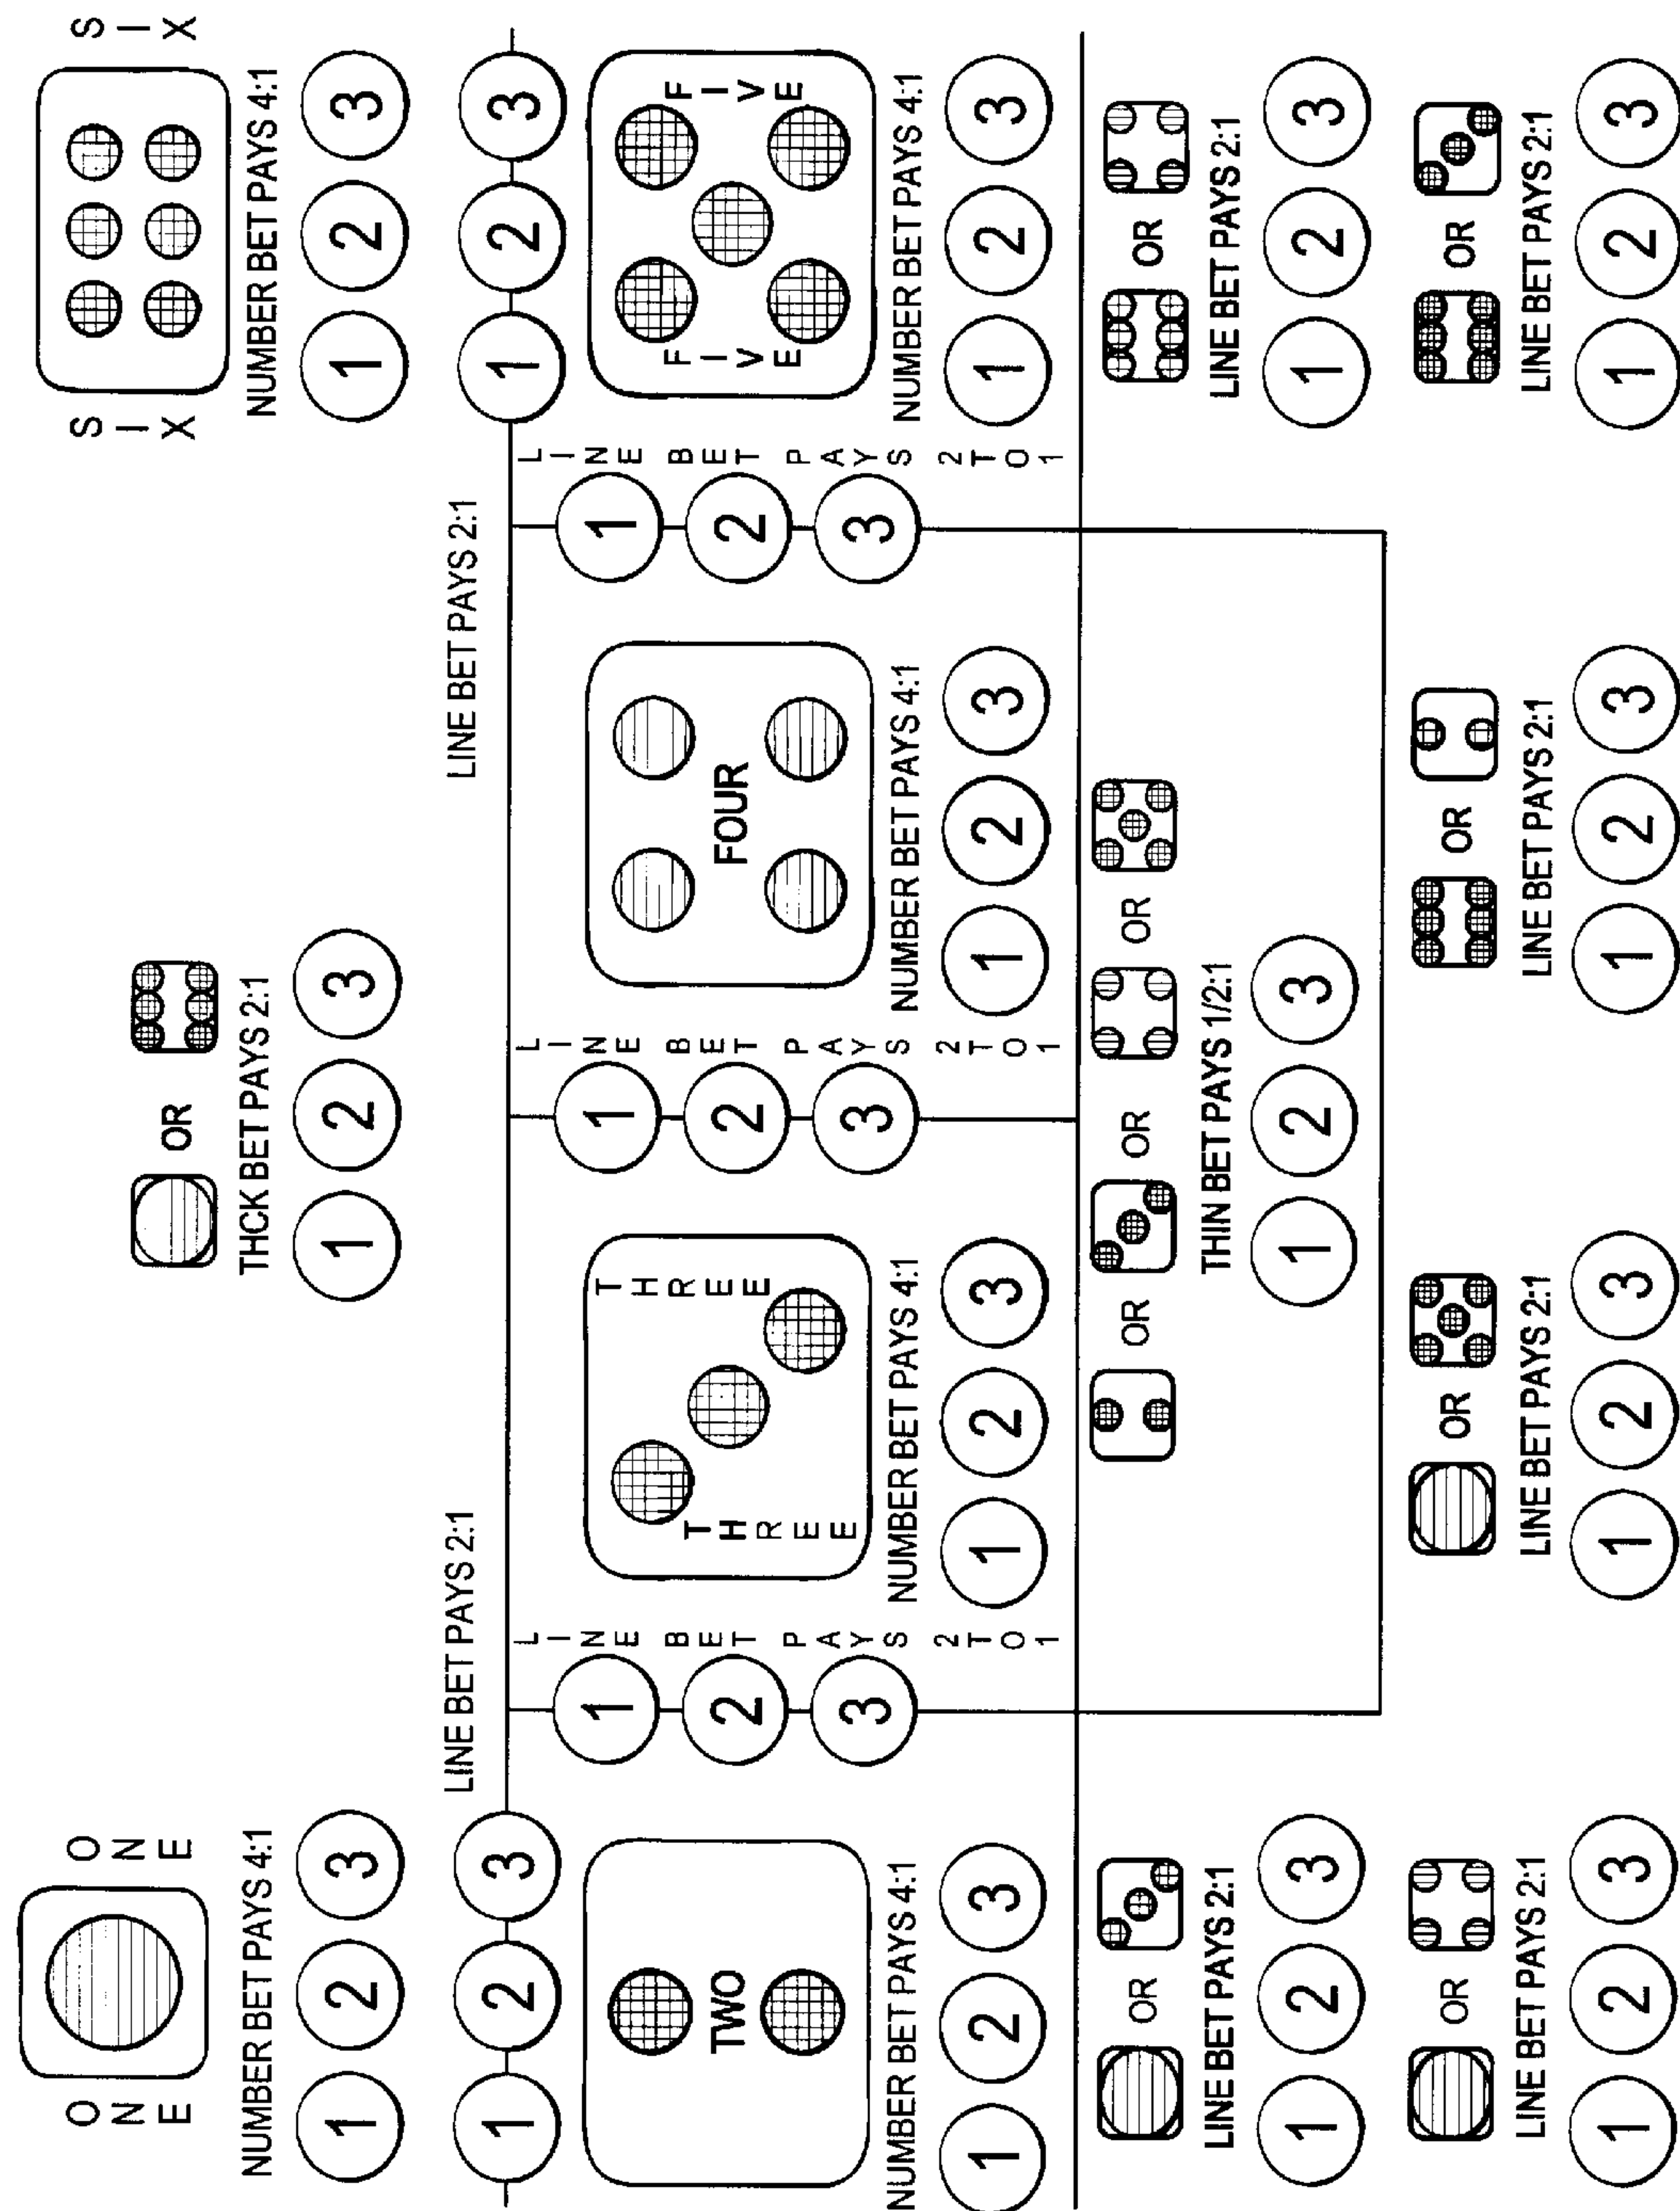 ONE
ONE
NUMBER BET PAYS 4:1
1 2 3
OR
THCK BET PAYS 2:1
1 2 3
SIX
SIX
NUMBER BET PAYS 4:1
1 2 3
LINE BET PAYS 2:1
1 2 3
LINE BET PAYS 2:1
1 2 3
TWO
NUMBER BET PAYS 4:1
1 2 3
1
2
3
LINE BET PAYS 2 TO 1
THREE
THREE
NUMBER BET PAYS 4:1
1 2 3
1
2
3
LINE BET PAYS 2 TO 1
FOUR
NUMBER BET PAYS 4:1
1 2 3
1
2
3
LINE BET PAYS 2 TO 1
FIVE
FIVE
NUMBER BET PAYS 4:1
1 2 3
OR
LINE BET PAYS 2:1
1 2 3
OR OR OR
THIN BET PAYS 1/2:1
1 2 3
OR
LINE BET PAYS 2:1
1 2 3
OR
LINE BET PAYS 2:1
1 2 3
OR
LINE BET PAYS 2:1
1 2 3
OR
LINE BET PAYS 2:1
1 2 3
OR
LINE BET PAYS 2:1
1 2 3